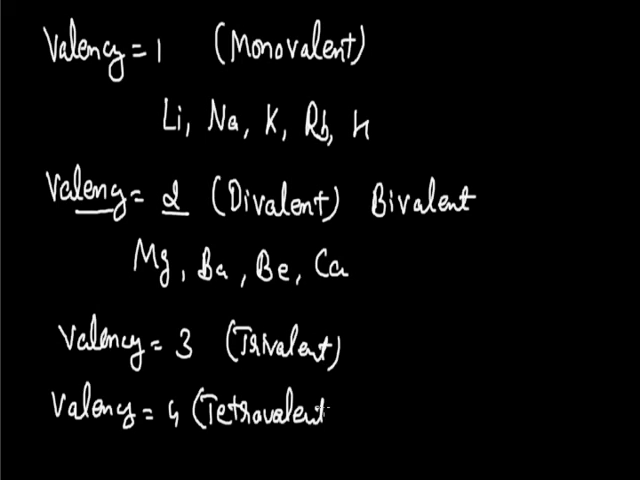 Valency = 1 (Monovalent)
Li, Na, K, Rb, H
Valency = 2 (Divalent) Bivalent
Mg, Ba, Be, Ca
Valency = 3 (Trivalent)
Valency = 4 (Tetravalent